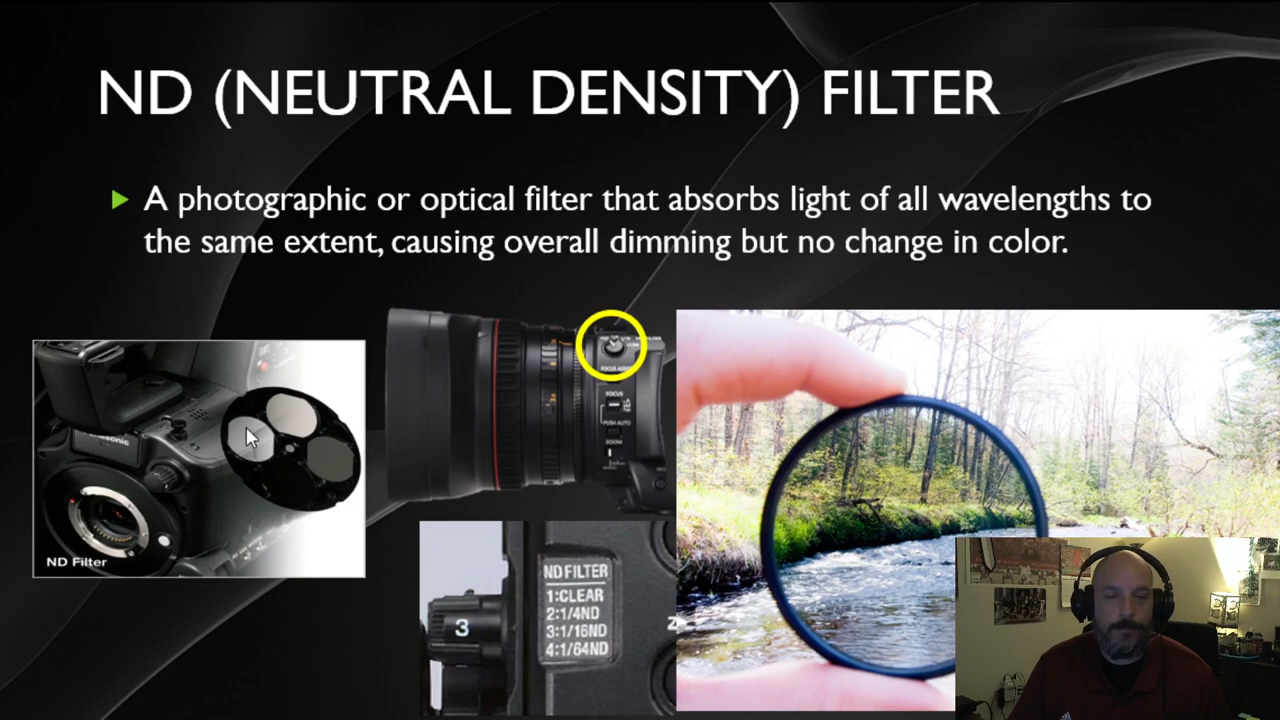 ND (NEUTRAL DENSITY) FILTER
A photographic or optical filter that absorbs light of all wavelengths to
the same extent, causing overall dimming but no change in color.
Panasonic
ND Filter
FOCUS
PUSH AUTO
ZOOM
3
ND FILTER
1:CLEAR
2:1/4ND
3:1/16ND
4:1/64ND